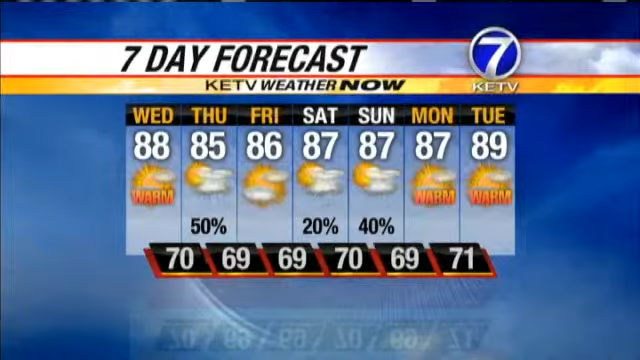 7 DAY FORECAST
7
KETV WEATHER NOW
KETV
WED THU FRI SAT SUN MON TUE
88 85 86 87 87 87 89
WARM WARM WARM
50% 20% 40%
70 69 69 70 69 71